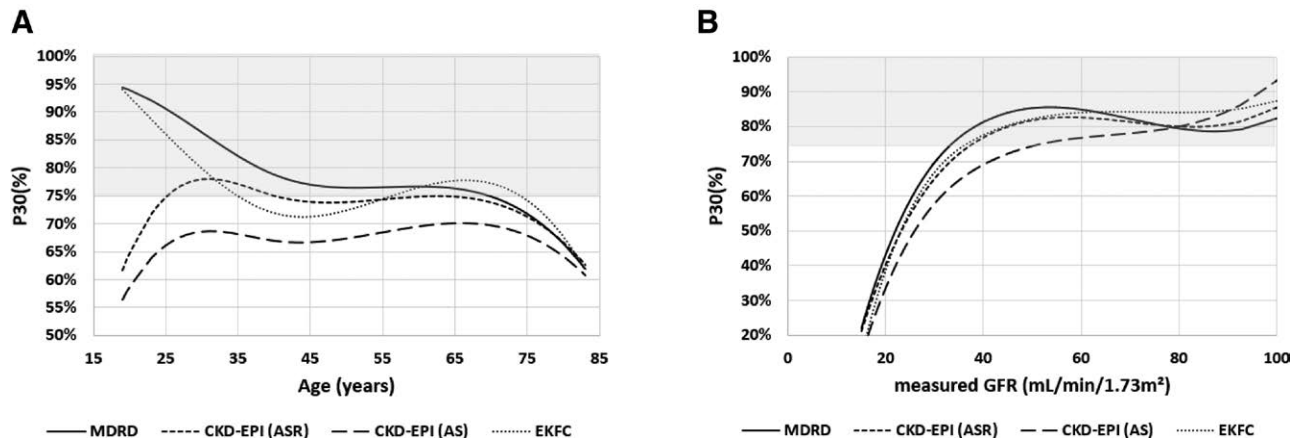 A
P30(%)
100%
95%
90%
85%
80%
75%
70%
65%
60%
55%
50%
15 25 35 45 55 65 75 85
Age (years)
MDRD CKD-EPI (ASR) CKD-EPI (AS) EKFC
B
P30(%)
100%
90%
80%
70%
60%
50%
40%
30%
20%
0 20 40 60 80 100
measured GFR (mL/min/1.73m²)
MDRD CKD-EPI (ASR) CKD-EPI (AS) EKFC